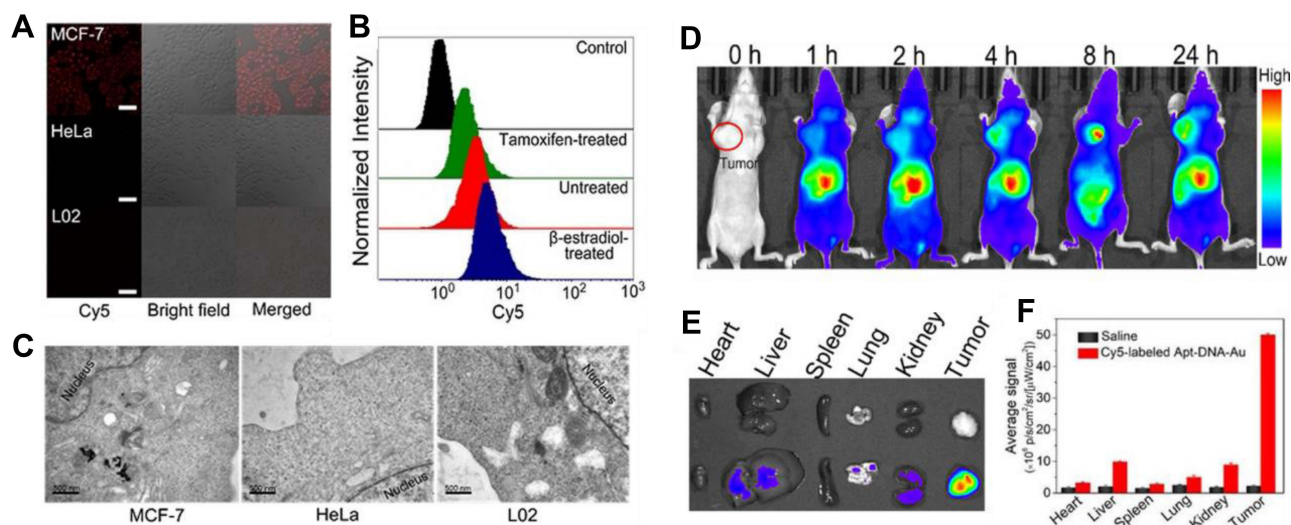 A
MCF-7
HeLa
L02
Cy5 Bright field Merged
B
Normalized Intensity
Control
Tamoxifen-treated
Untreated
β-estradiol-
treated
10⁰ 10¹ 10² 10³
Cy5
C
Nucleus
500 nm
MCF-7
Nucleus
500 nm
HeLa
Nucleus
500 nm
L02
D
0 h 1 h 2 h 4 h 8 h 24 h
Tumor
High
Low
E
Heart Liver Spleen Lung Kidney Tumor
F
Average signal
(×10⁶ p/s/cm²/sr/[μW/cm²])
50
40
30
20
10
0
Saline
Cy5-labeled Apt-DNA-Au
Heart Liver Spleen Lung Kidney Tumor